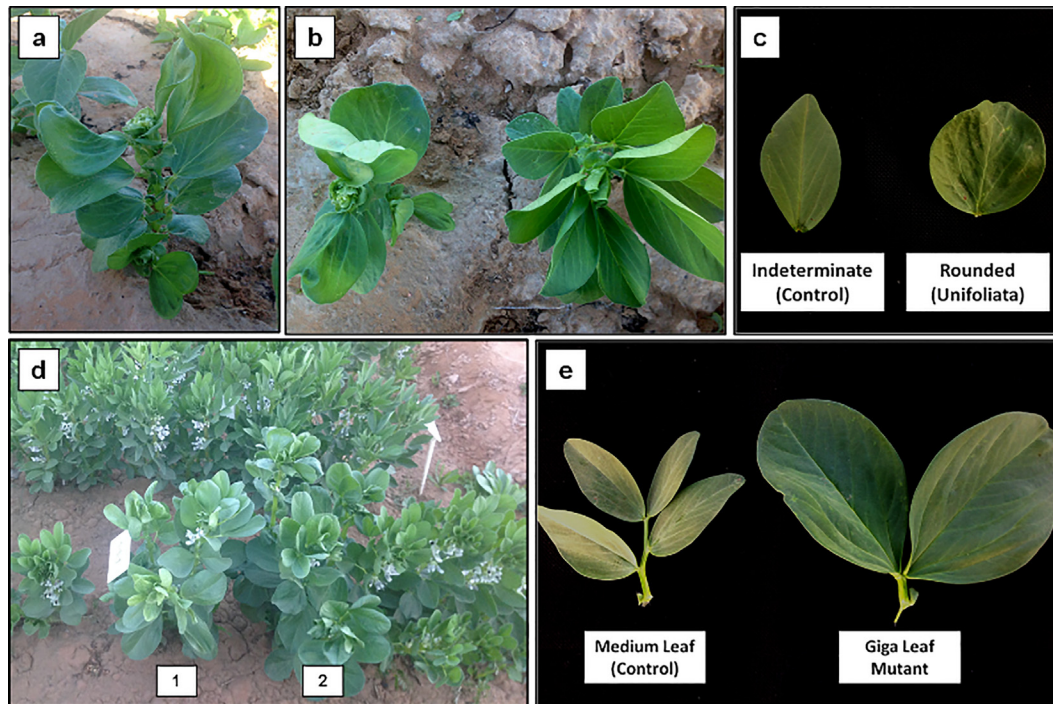 a
b
c
Indeterminate
(Control)
Rounded
(Unifoliata)
d
1
2
e
Medium Leaf
(Control)
Giga Leaf
Mutant